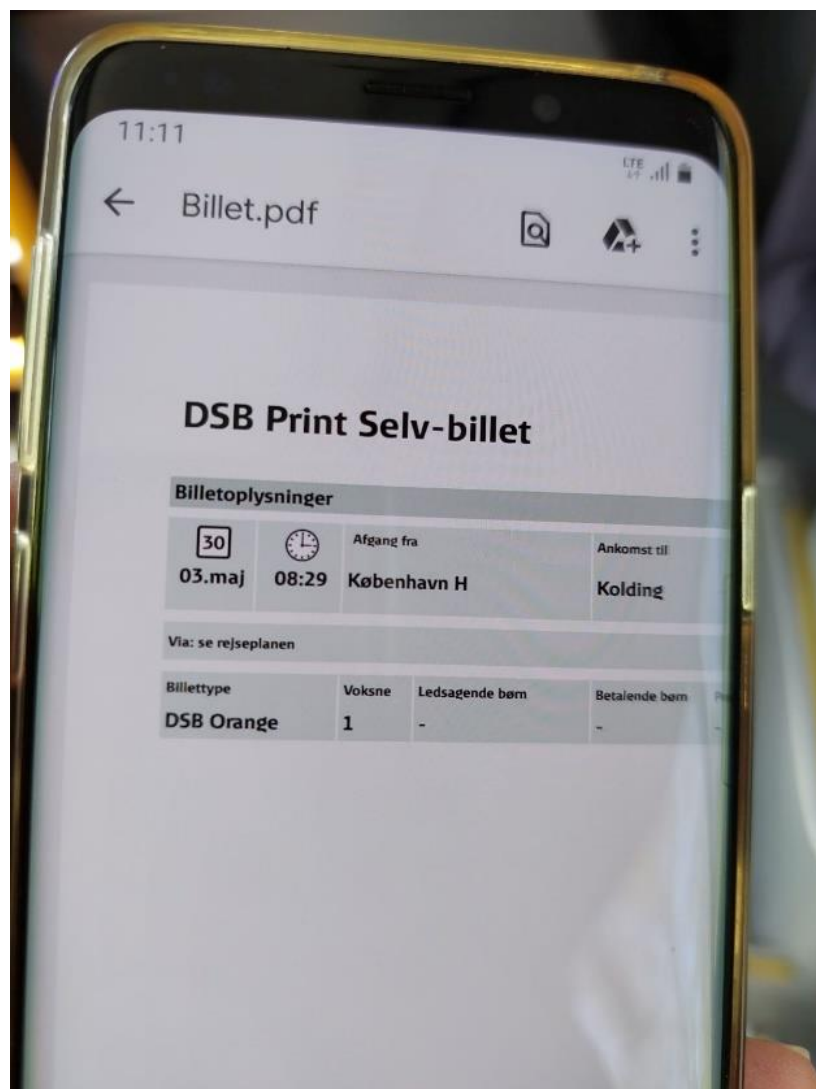 11:11
LTE
Billet.pdf
DSB Print Selv-billet
Billetoplysninger
30
Afgang fra
Ankomst til
03.maj
08:29
København H
Kolding
Via: se rejseplanen
Billettype Voksne Ledsagende børn Betalende børn
DSB Orange 1 - - -